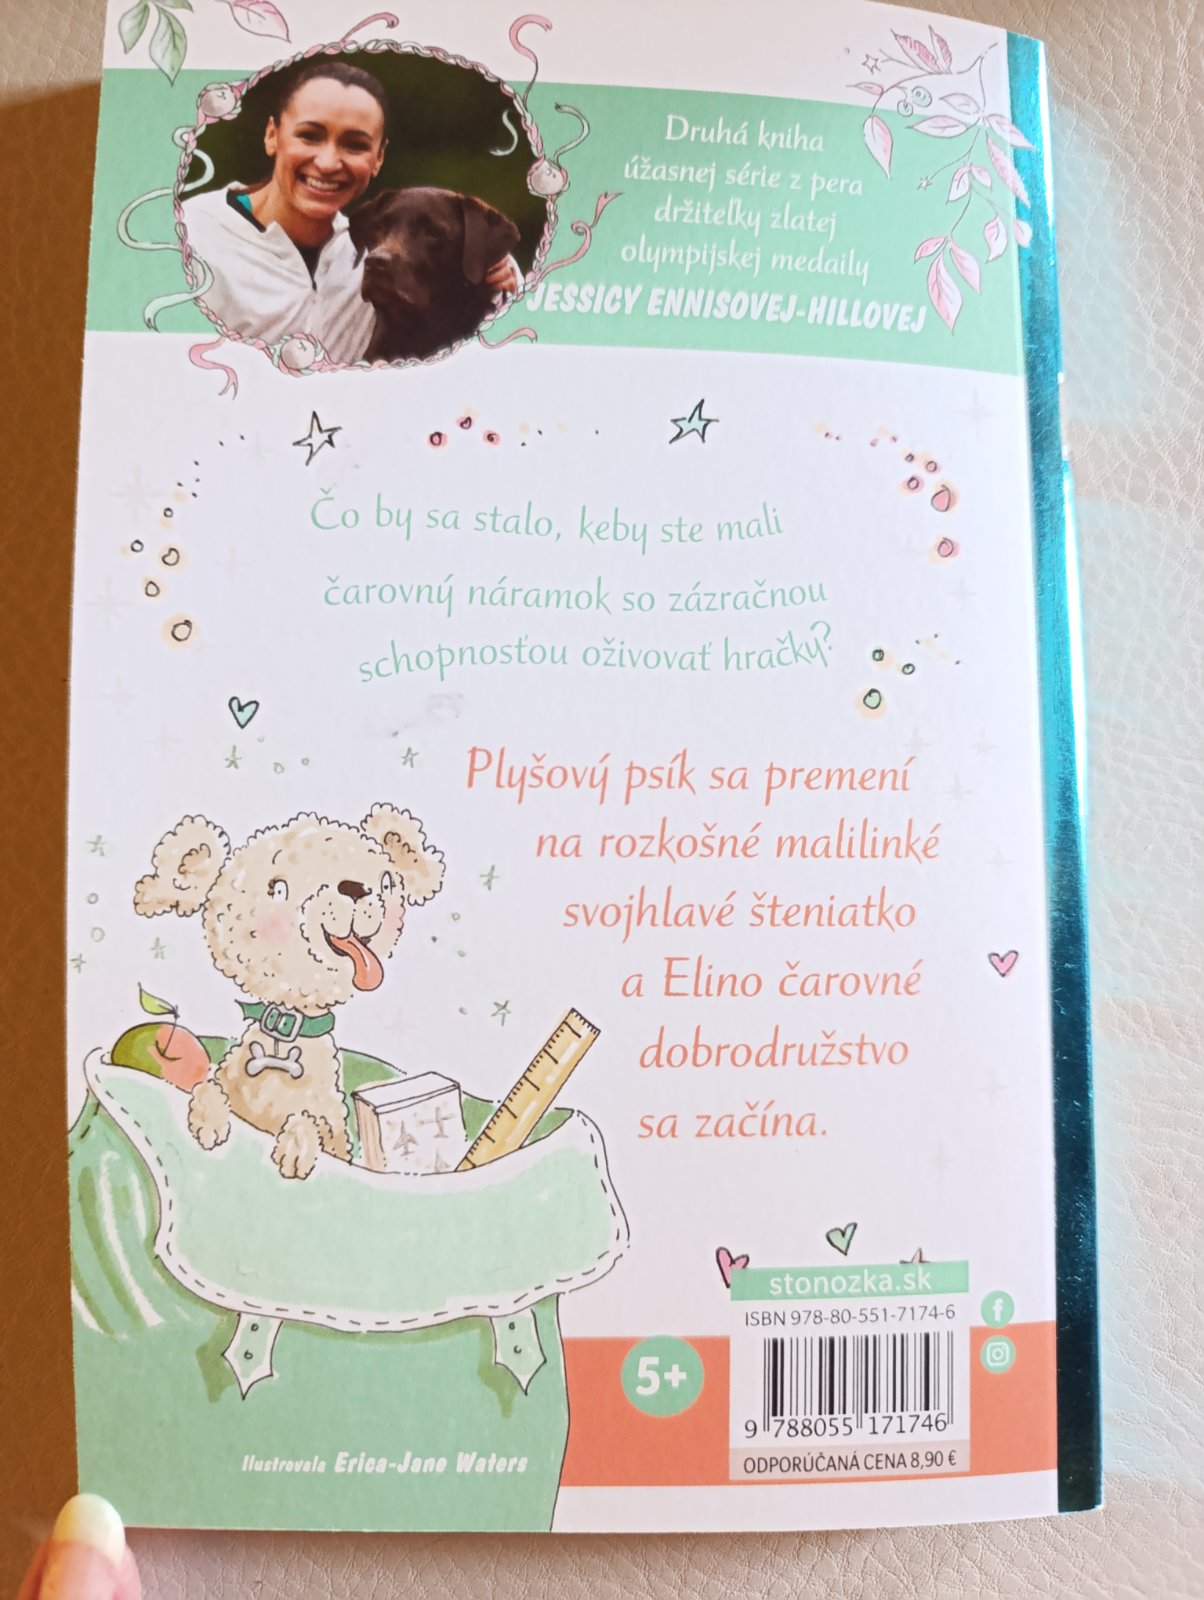 Druhá kniha
úžasnej série z pera
držiteľky zlatej
olympijskej medaily
JESSICY ENNISOVEJ-HILLOVEJ
Čo by sa stalo, keby ste mali
čarovný náramok so zázračnou
schopnosťou oživovať hračky?
Plyšový psík sa premení
na rozkošné malilinké
svojhlavé šteniatko
a Elino čarovné
dobrodružstvo
sa začína.
stonozka.sk
ISBN 978-80-551-7174-6
5+
9 788055 171746
ODPORÚČANÁ CENA 8,90 €
Ilustrovala Erica-Jane Waters